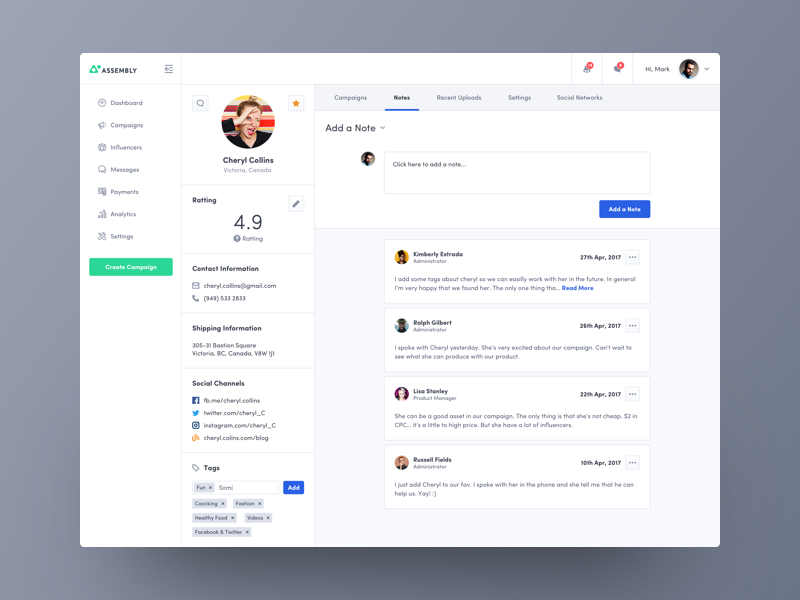 ASSEMBLY
Hi, Mark
Dashboard
Campaigns
Influencers
Messages
Payments
Analytics
Settings
Create Campaign
Cheryl Collins
Victoria, Canada
Ratting
4.9
Ratting
Contact Information
cheryl.collins@gmail.com
(949) 533 2833
Shipping Information
305-31 Bastion Square
Victoria, BC, Canada, V8W 1J1
Social Channels
fb.me/cheryl.collins
twitter.com/cheryl_C
instagram.com/cheryl_C
cheryl.colins.com/blog
Tags
Fun × Som| Add
Coacking × Fashion ×
Healthy Food × Videos ×
Facebook & Twitter ×
Campaigns Notes Recent Uploads Settings Social Networks
Add a Note
Click here to add a note...
Add a Note
Kimberly Estrada
Administrator
27th Apr, 2017
I add some tags about cheryl so we can easilly work with her in the future. In general
I'm very happy that we found her. The only one thing tha... Read More
Ralph Gilbert
Administrator
26th Apr, 2017
I spoke with Cheryl yesterday. She's very excited about our campaign. Can't wait to
see what she can produce with our product.
Lisa Stanley
Product Manager
22th Apr, 2017
She can be a good asset in our campaign. The only thing is that she's not cheap. $2 in
CPC... it's a little to high price. But she have a lot of influencers.
Russell Fields
Administrator
10th Apr, 2017
I just add Cheryl to our fav. I spoke with her in the phone and she tell me that he can
help us. Yay! :)